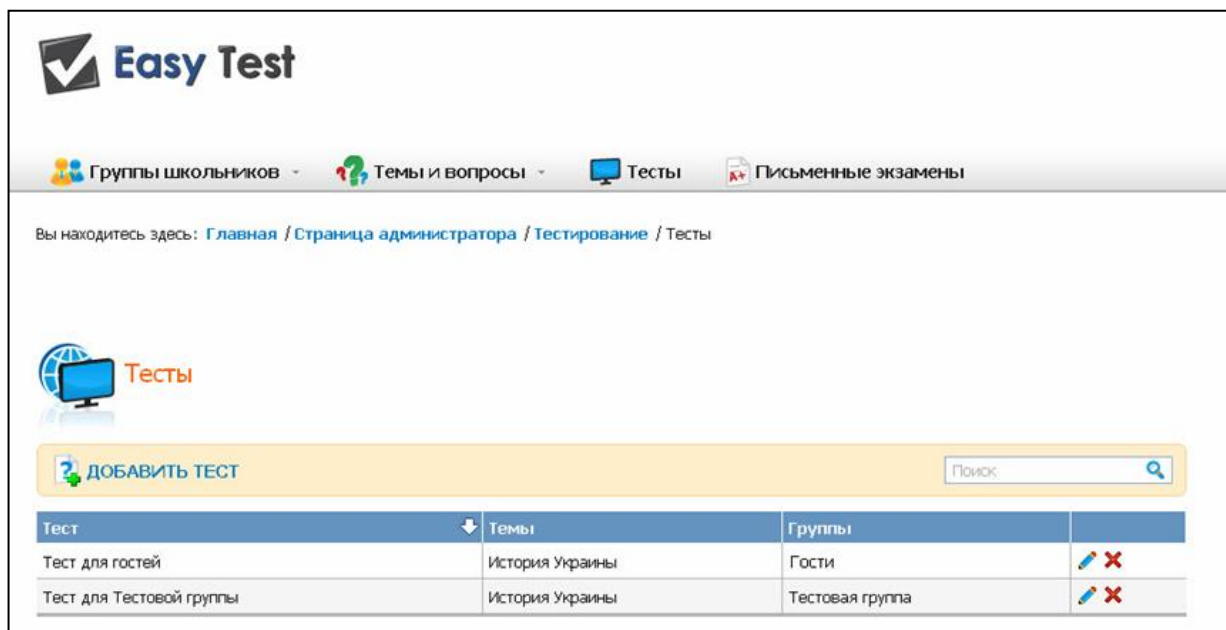 Easy Test
Группы школьников Темы и вопросы Тесты Письменные экзамены
Вы находитесь здесь: Главная / Страница администратора / Тестирование / Тесты
Тесты
ДОБАВИТЬ ТЕСТ Поиск
Тест Темы Группы
Тест для гостей История Украины Гости
Тест для Тестовой группы История Украины Тестовая группа